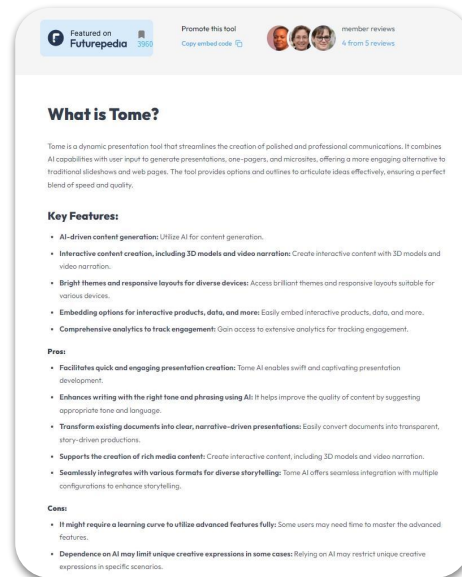 Featured on
Futurepedia
3960
Promote this tool
Copy embed code
member reviews
4 from 5 reviews
What is Tome?
Tome is a dynamic presentation tool that streamlines the creation of polished and professional communications. It combines
AI capabilities with user input to generate presentations, one-pagers, and microsites, offering a more engaging alternative to
traditional slideshows and web pages. The tool provides options and outlines to articulate ideas effectively, ensuring a perfect
blend of speed and quality.
Key Features:
• AI-driven content generation: Utilize AI for content generation.
• Interactive content creation, including 3D models and video narration: Create interactive content with 3D models and
video narration.
• Bright themes and responsive layouts for diverse devices: Access brilliant themes and responsive layouts suitable for
various devices.
• Embedding options for interactive products, data, and more: Easily embed interactive products, data, and more.
• Comprehensive analytics to track engagement: Gain access to extensive analytics for tracking engagement.
Pros:
• Facilitates quick and engaging presentation creation: Tome AI enables swift and captivating presentation
development.
• Enhances writing with the right tone and phrasing using AI: It helps improve the quality of content by suggesting
appropriate tone and language.
• Transform existing documents into clear, narrative-driven presentations: Easily convert documents into transparent,
story-driven productions.
• Supports the creation of rich media content: Create interactive content, including 3D models and video narration.
• Seamlessly integrates with various formats for diverse storytelling: Tome AI offers seamless integration with multiple
configurations to enhance storytelling.
Cons:
• It might require a learning curve to utilize advanced features fully: Some users may need time to master the advanced
features.
• Dependence on AI may limit unique creative expressions in some cases: Relying on AI may restrict unique creative
expressions in specific scenarios.